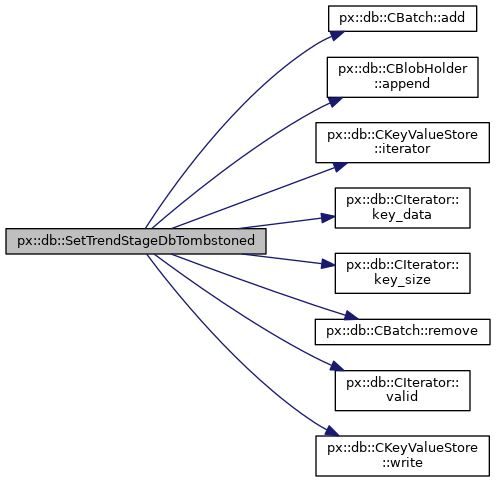 px::db::SetTrendStageDbTombstoned
px::db::CBatch::add
px::db::CBlobHolder
::append
px::db::CKeyValueStore
::iterator
px::db::CIterator::
key_data
px::db::CIterator::
key_size
px::db::CBatch::remove
px::db::CIterator::
valid
px::db::CKeyValueStore
::write